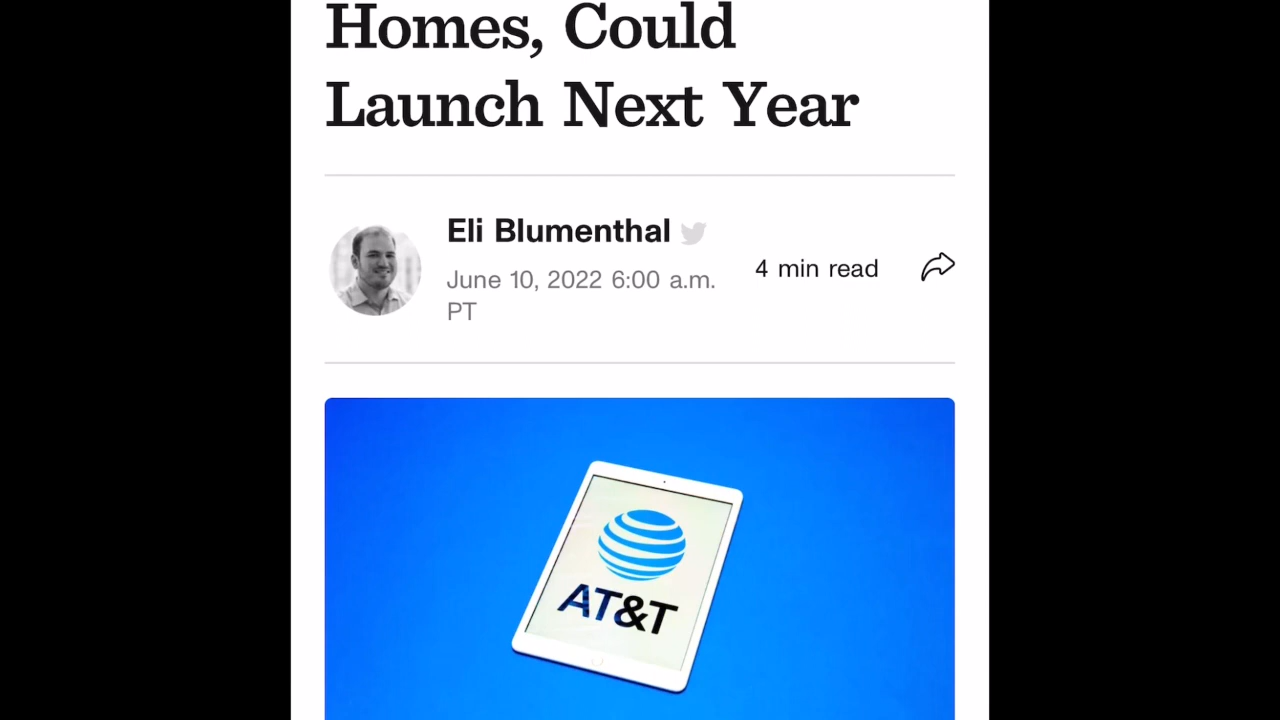 Homes, Could
Launch Next Year
Eli Blumenthal
June 10, 2022 6:00 a.m.
PT
4 min read
AT&T